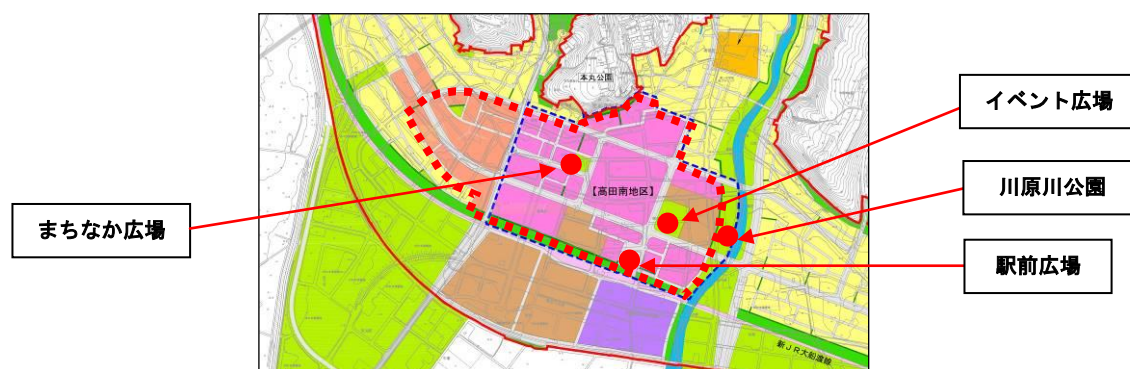 本丸公園
イベント広場
【高田南地区】
川原川公園
まちなか広場
駅前広場
新JR大船渡線